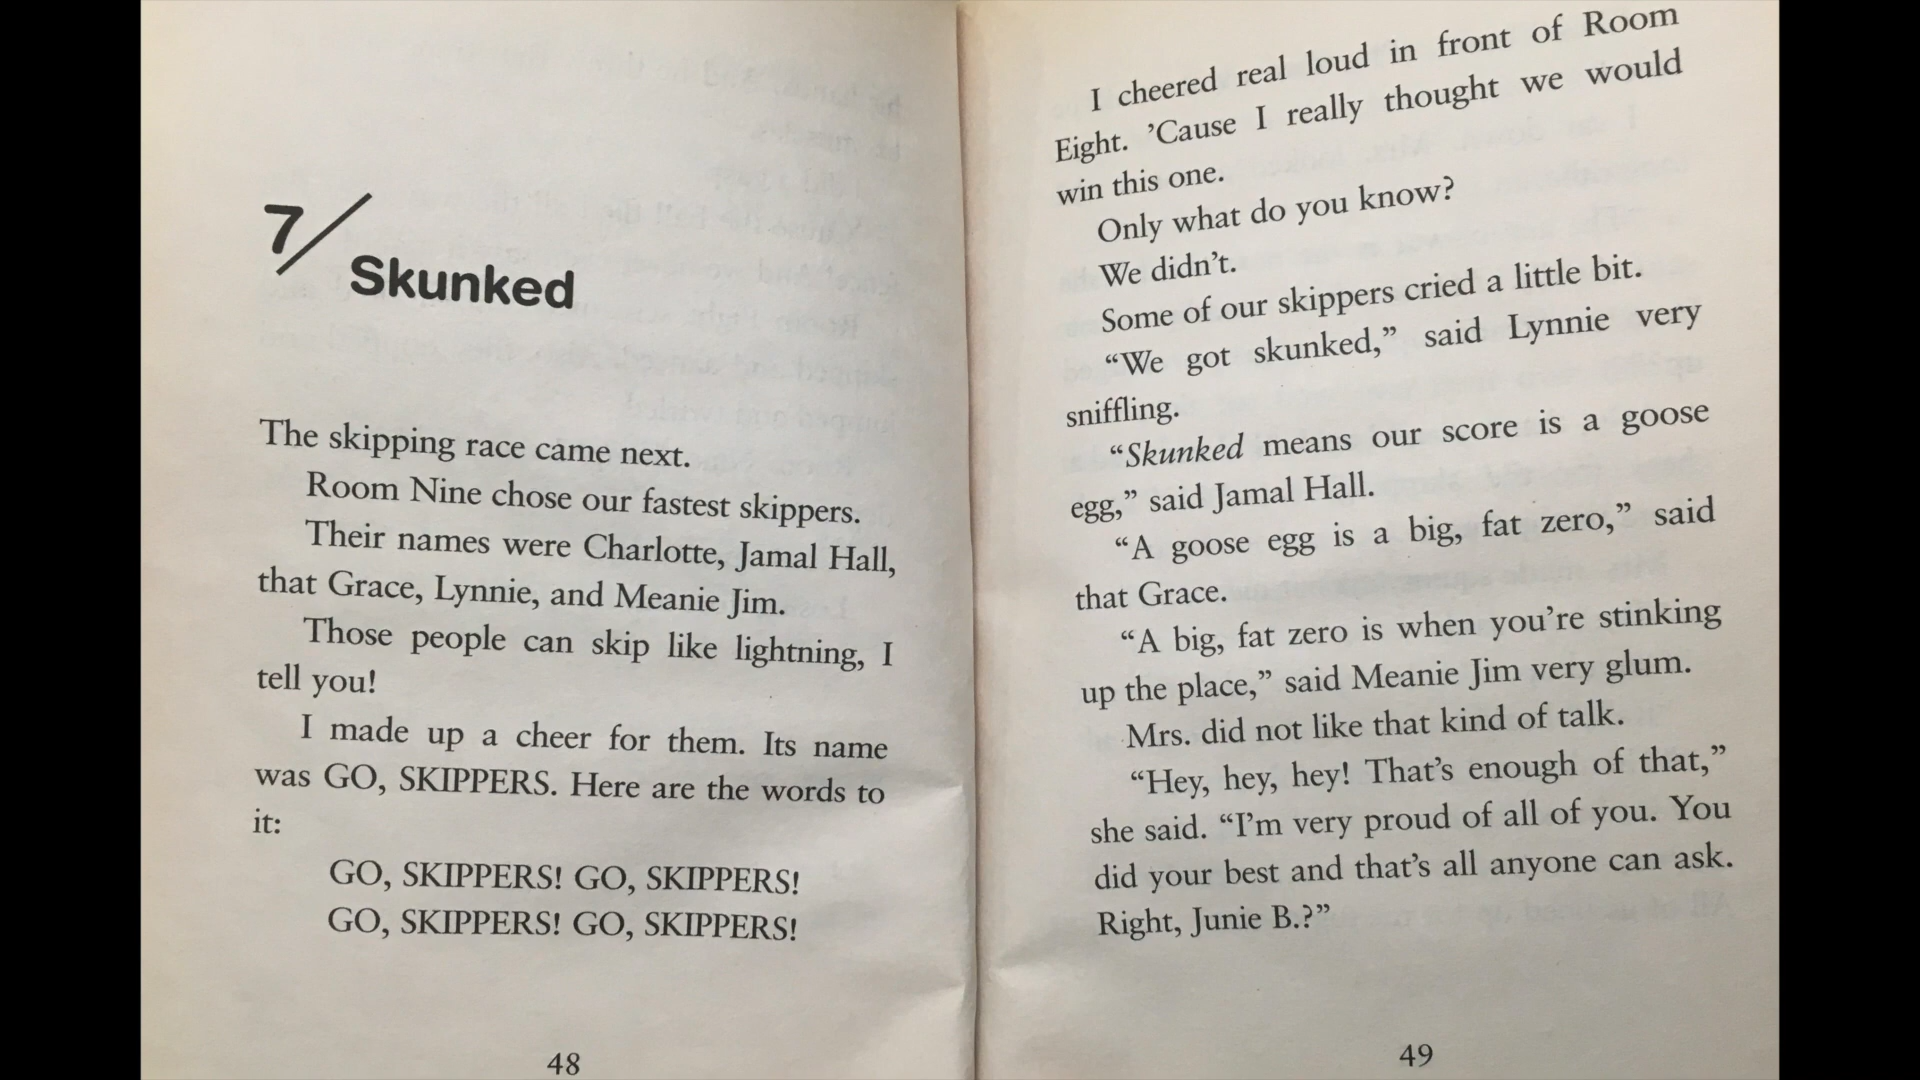 7/
Skunked
The skipping race came next.
Room Nine chose our fastest skippers.
Their names were Charlotte, Jamal Hall,
that Grace, Lynnie, and Meanie Jim.
Those people can skip like lightning, I
tell you!
I made up a cheer for them. Its name
was GO, SKIPPERS. Here are the words to
it:
GO, SKIPPERS! GO, SKIPPERS!
GO, SKIPPERS! GO, SKIPPERS!
48
I cheered real loud in front of Room
Eight. ’Cause I really thought we would
win this one.
Only what do you know?
We didn’t.
Some of our skippers cried a little bit.
“We got skunked,” said Lynnie very
sniffling.
“Skunked means our score is a goose
egg,” said Jamal Hall.
“A goose egg is a big, fat zero,” said
that Grace.
“A big, fat zero is when you’re stinking
up the place,” said Meanie Jim very glum.
Mrs. did not like that kind of talk.
“Hey, hey, hey! That’s enough of that,”
she said. “I’m very proud of all of you. You
did your best and that’s all anyone can ask.
Right, Junie B.?”
49